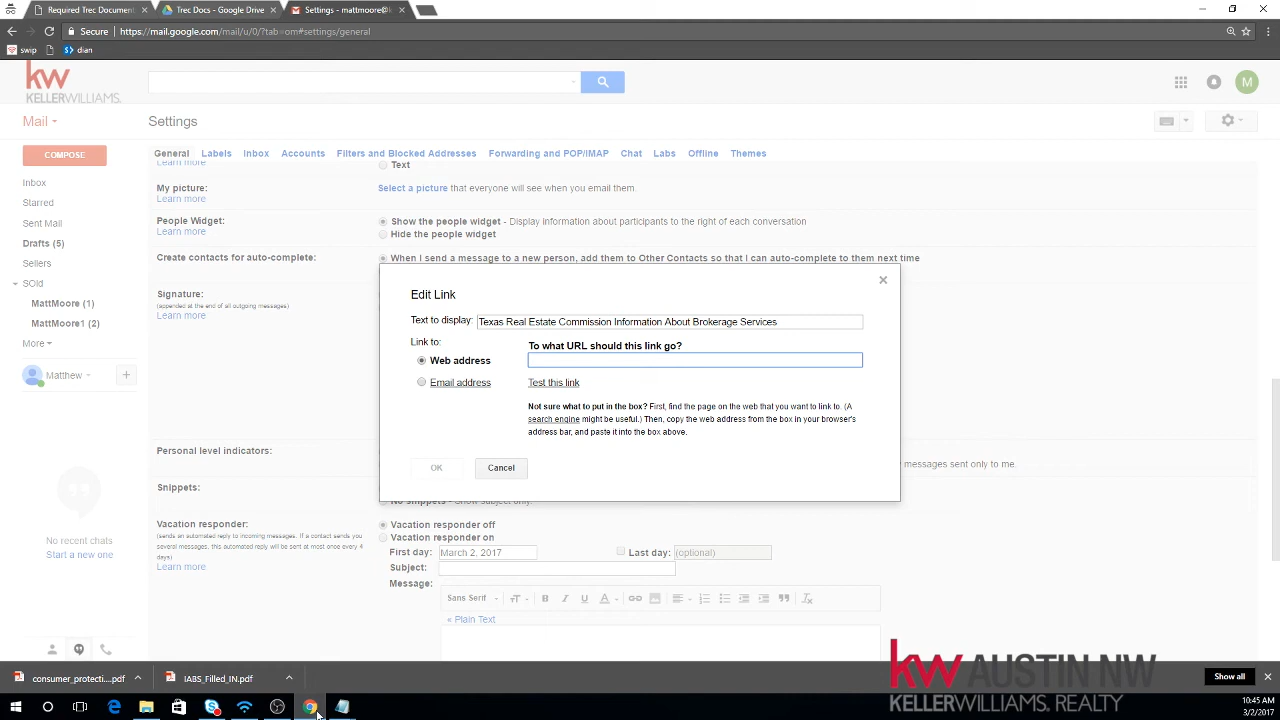 Required Trec Document
Trec Docs - Google Drive
Settings - mattmoore@
Secure
https://mail.google.com/mail/u/0/?tab=om#settings/general
swip
dian
kw
KELLERWILLIAMS.
M
Mail
Settings
COMPOSE
General Labels Inbox Accounts Filters and Blocked Addresses Forwarding and POP/IMAP Chat Labs Offline Themes
Learn more
Text
Inbox
Starred
Sent Mail
Drafts (5)
Sellers
SOld
MattMoore (1)
MattMoore1 (2)
More
Matthew
No recent chats
Start a new one
My picture:
Learn more
Select a picture that everyone will see when you email them.
People Widget:
Learn more
Show the people widget - Display information about participants to the right of each conversation
Hide the people widget
Create contacts for auto-complete:
When I send a message to a new person, add them to Other Contacts so that I can auto-complete to them next time
Signature:
(appended at the end of all outgoing messages)
Learn more
Edit Link
Text to display: Texas Real Estate Commission Information About Brokerage Services
Link to:
To what URL should this link go?
Web address
Email address
Test this link
Not sure what to put in the box? First, find the page on the web that you want to link to. (A
search engine might be useful.) Then, copy the web address from the box in your browser's
address bar, and paste it into the box above.
OK
Cancel
Personal level indicators:
messages sent only to me.
Snippets:
No snippets - Show subject only.
Vacation responder:
(sends an automated reply to incoming messages. If a contact sends you
several messages, this automated reply will be sent at most once every 4
days)
Learn more
Vacation responder off
Vacation responder on
First day: March 2, 2017
Last day: (optional)
Subject:
Message:
Sans Serif
« Plain Text
kw AUSTIN NW
KELLERWILLIAMS. REALTY
consumer_protecti....pdf
IABS_Filled_IN.pdf
Show all
10:45 AM
3/2/2017